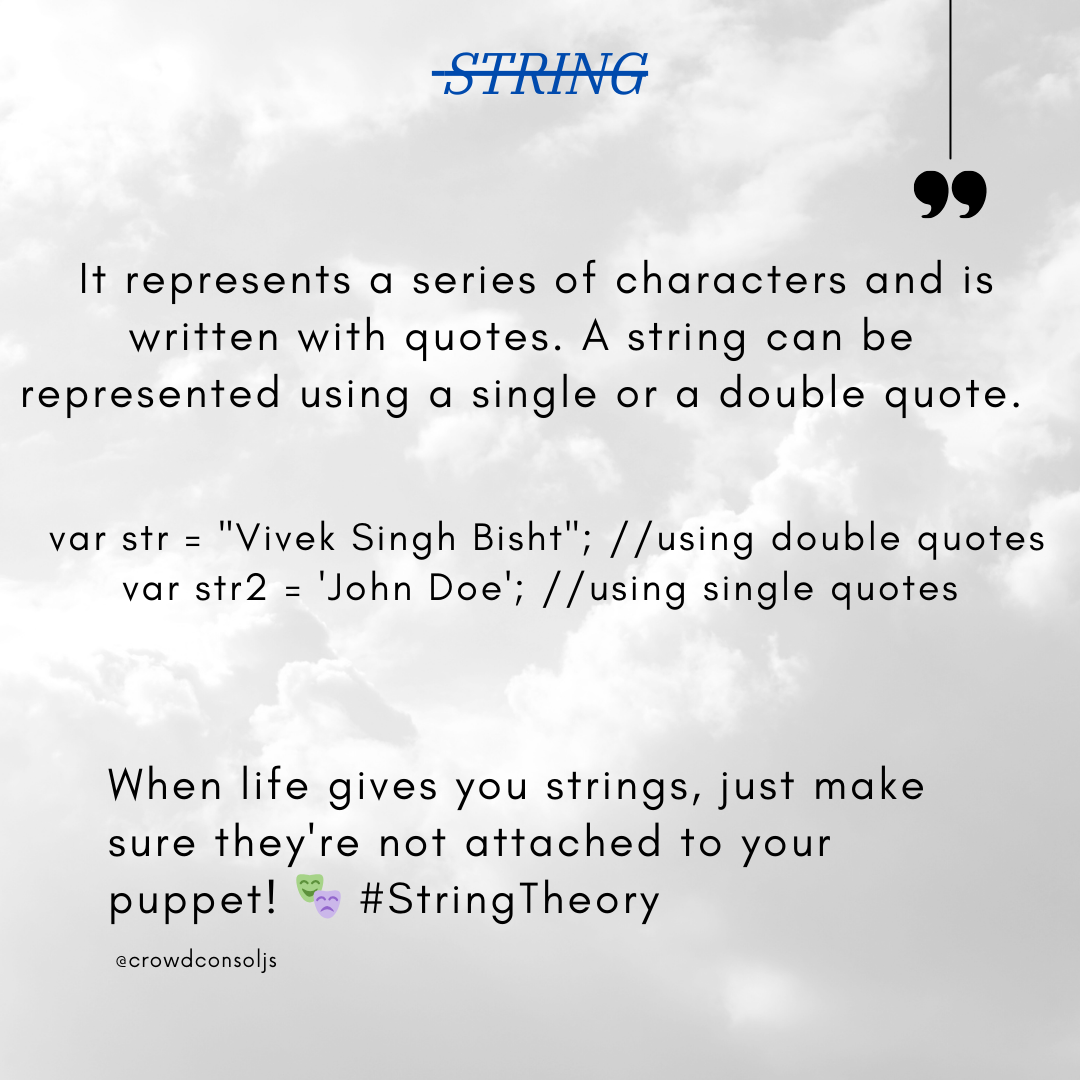 STRING
It represents a series of characters and is
written with quotes. A string can be
represented using a single or a double quote.
var str = "Vivek Singh Bisht"; //using double quotes
var str2 = 'John Doe'; //using single quotes
When life gives you strings, just make
sure they're not attached to your
puppet! 🎭 #StringTheory
@crowdconsoljs